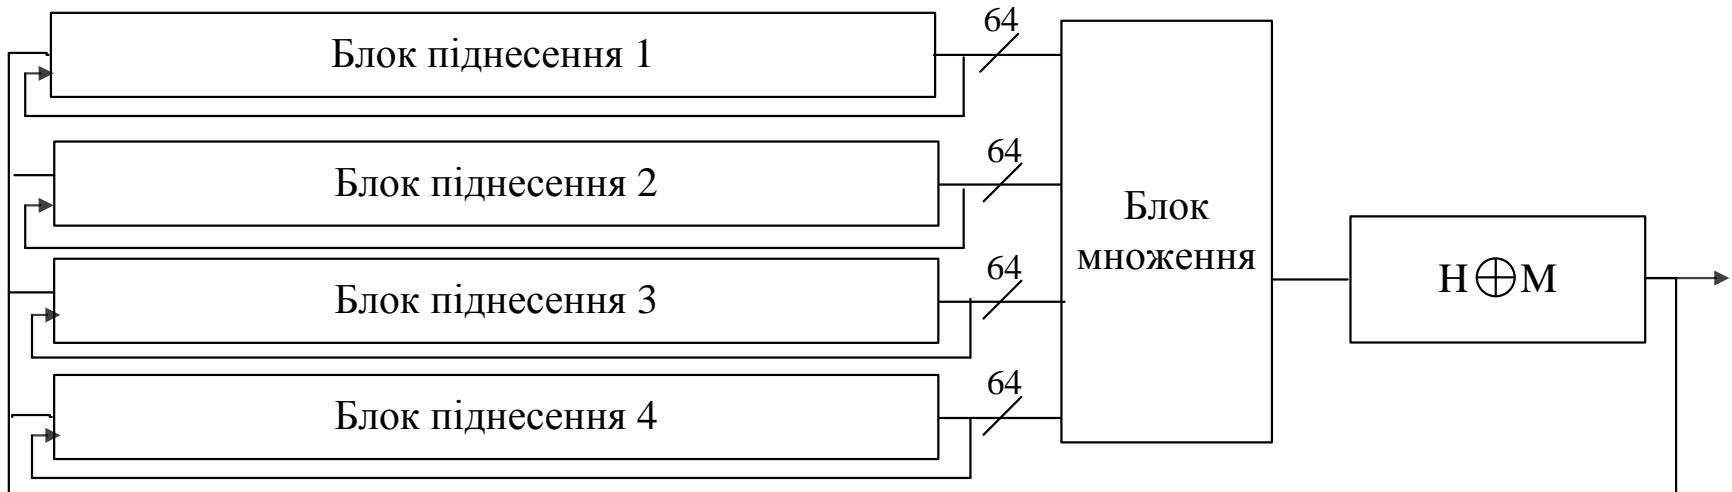 64
Блок піднесення 1
64
Блок піднесення 2
64
Блок піднесення 3
64
Блок піднесення 4
Блок
множення
H⊕M